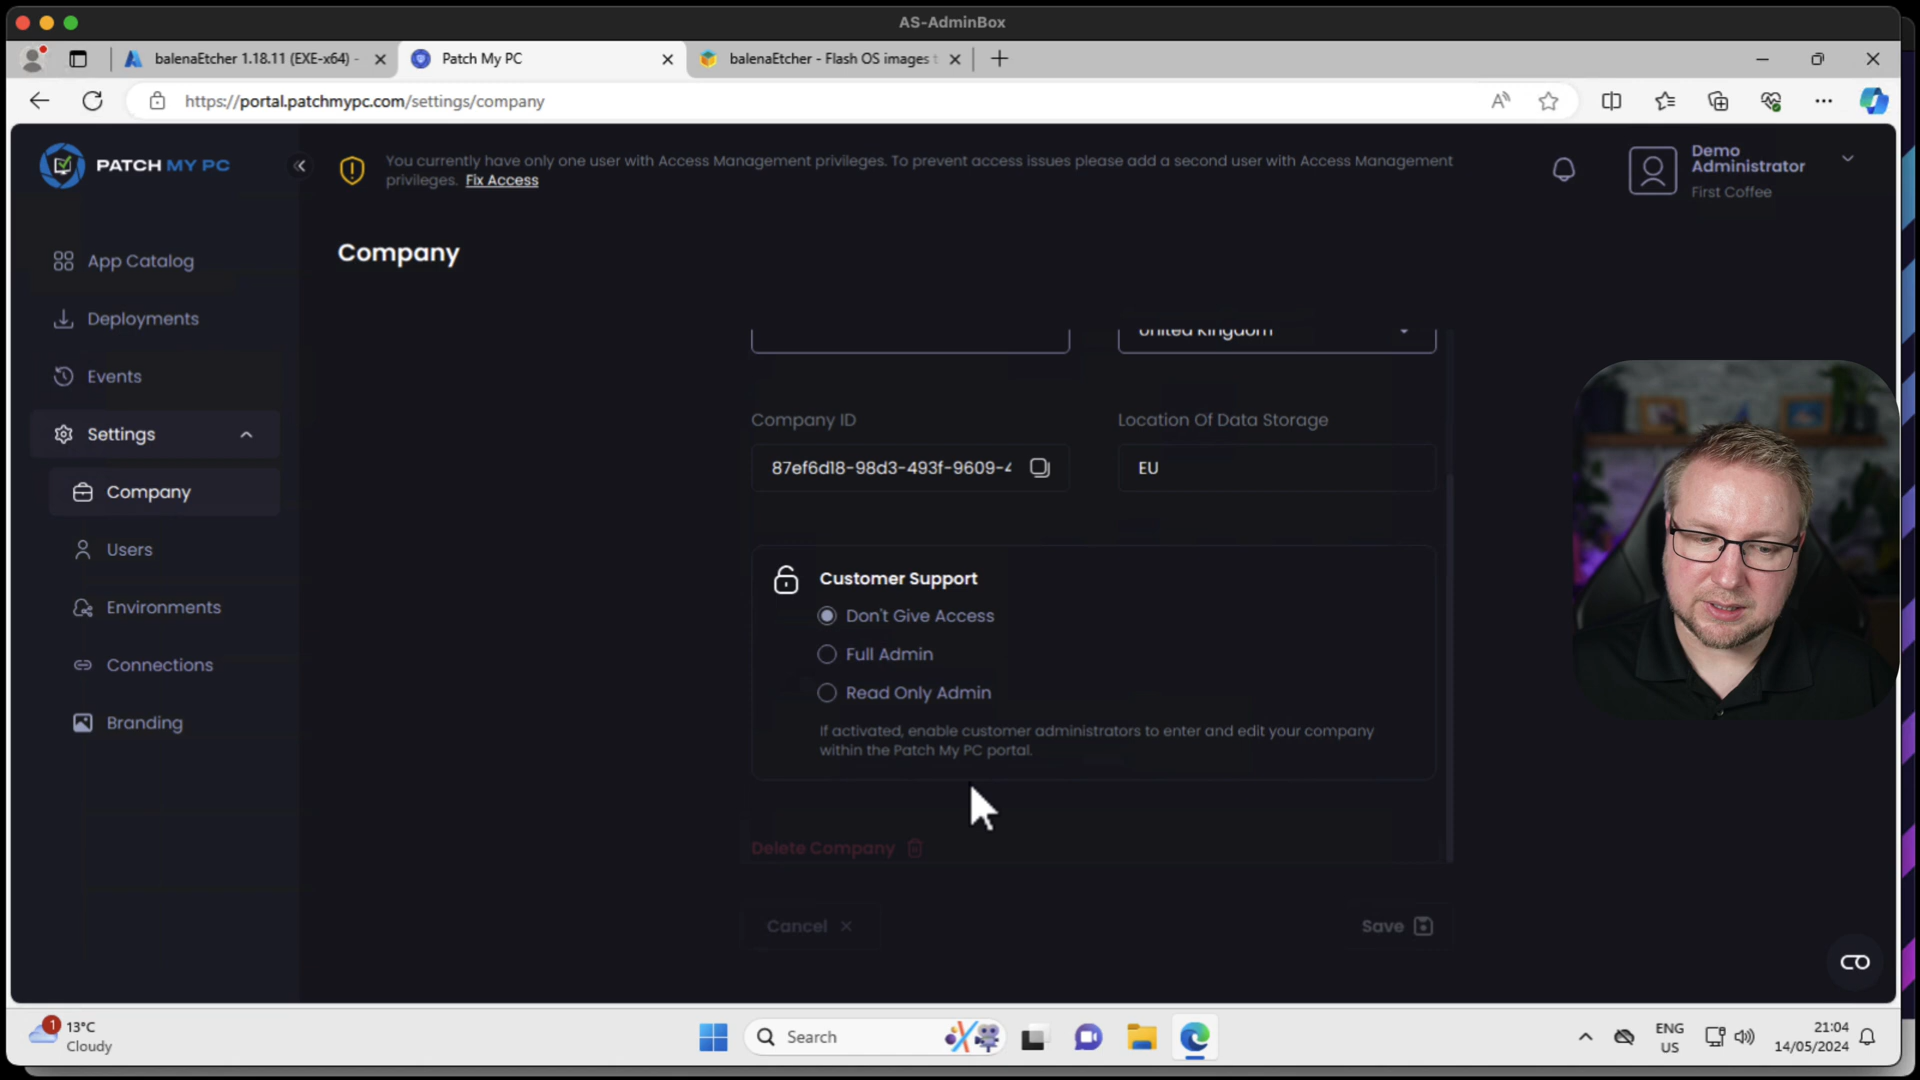 AS-AdminBox
balenaEtcher 1.18.11 (EXE-x64) -
Patch My PC
balenaEtcher - Flash OS images t
https://portal.patchmypc.com/settings/company
PATCH MY PC
You currently have only one user with Access Management privileges. To prevent access issues please add a second user with Access Management
privileges. Fix Access
Demo
Administrator
First Coffee
Company
App Catalog
Deployments
Events
Settings
Company
Users
Environments
Connections
Branding
United Kingdom
Company ID
Location Of Data Storage
87ef6d18-98d3-493f-9609-4
EU
Customer Support
Don't Give Access
Full Admin
Read Only Admin
If activated, enable customer administrators to enter and edit your company
within the Patch My PC portal.
Delete Company
Cancel
Save
1
13°C
Cloudy
Search
ENG
US
21:04
14/05/2024